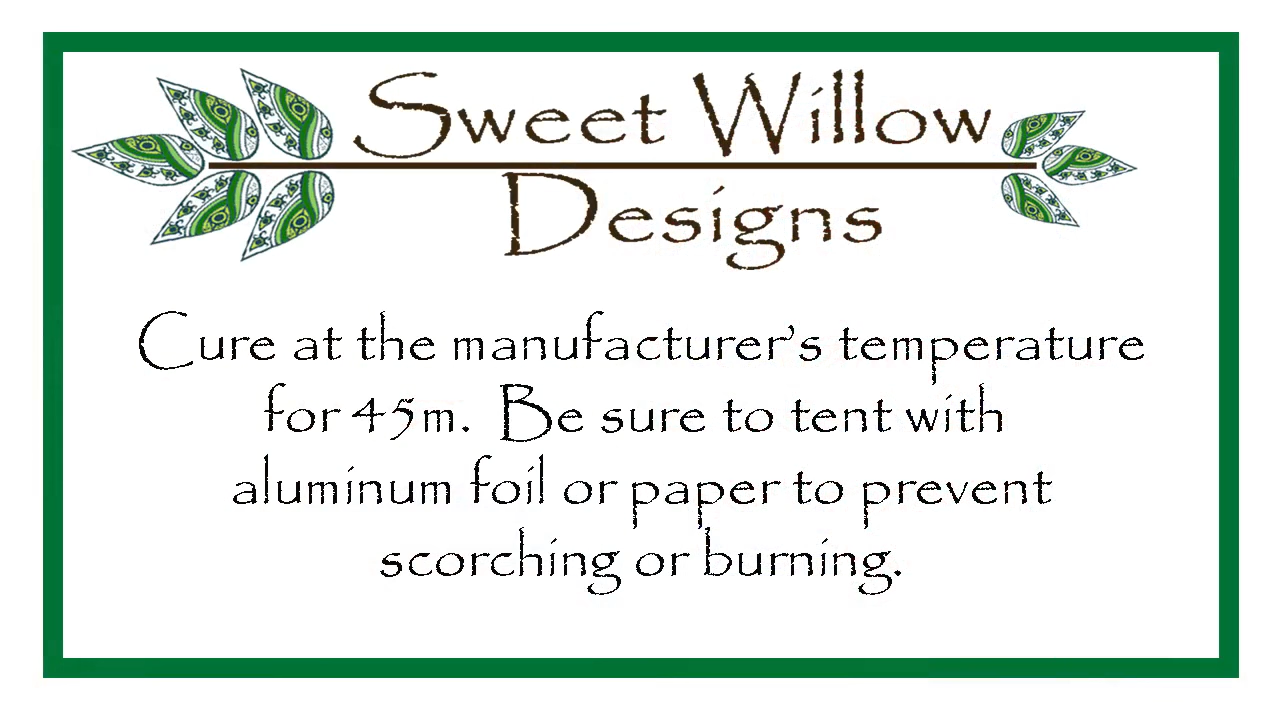 Sweet Willow
Designs
Cure at the manufacturer's temperature
for 45m. Be sure to tent with
aluminum foil or paper to prevent
scorching or burning.